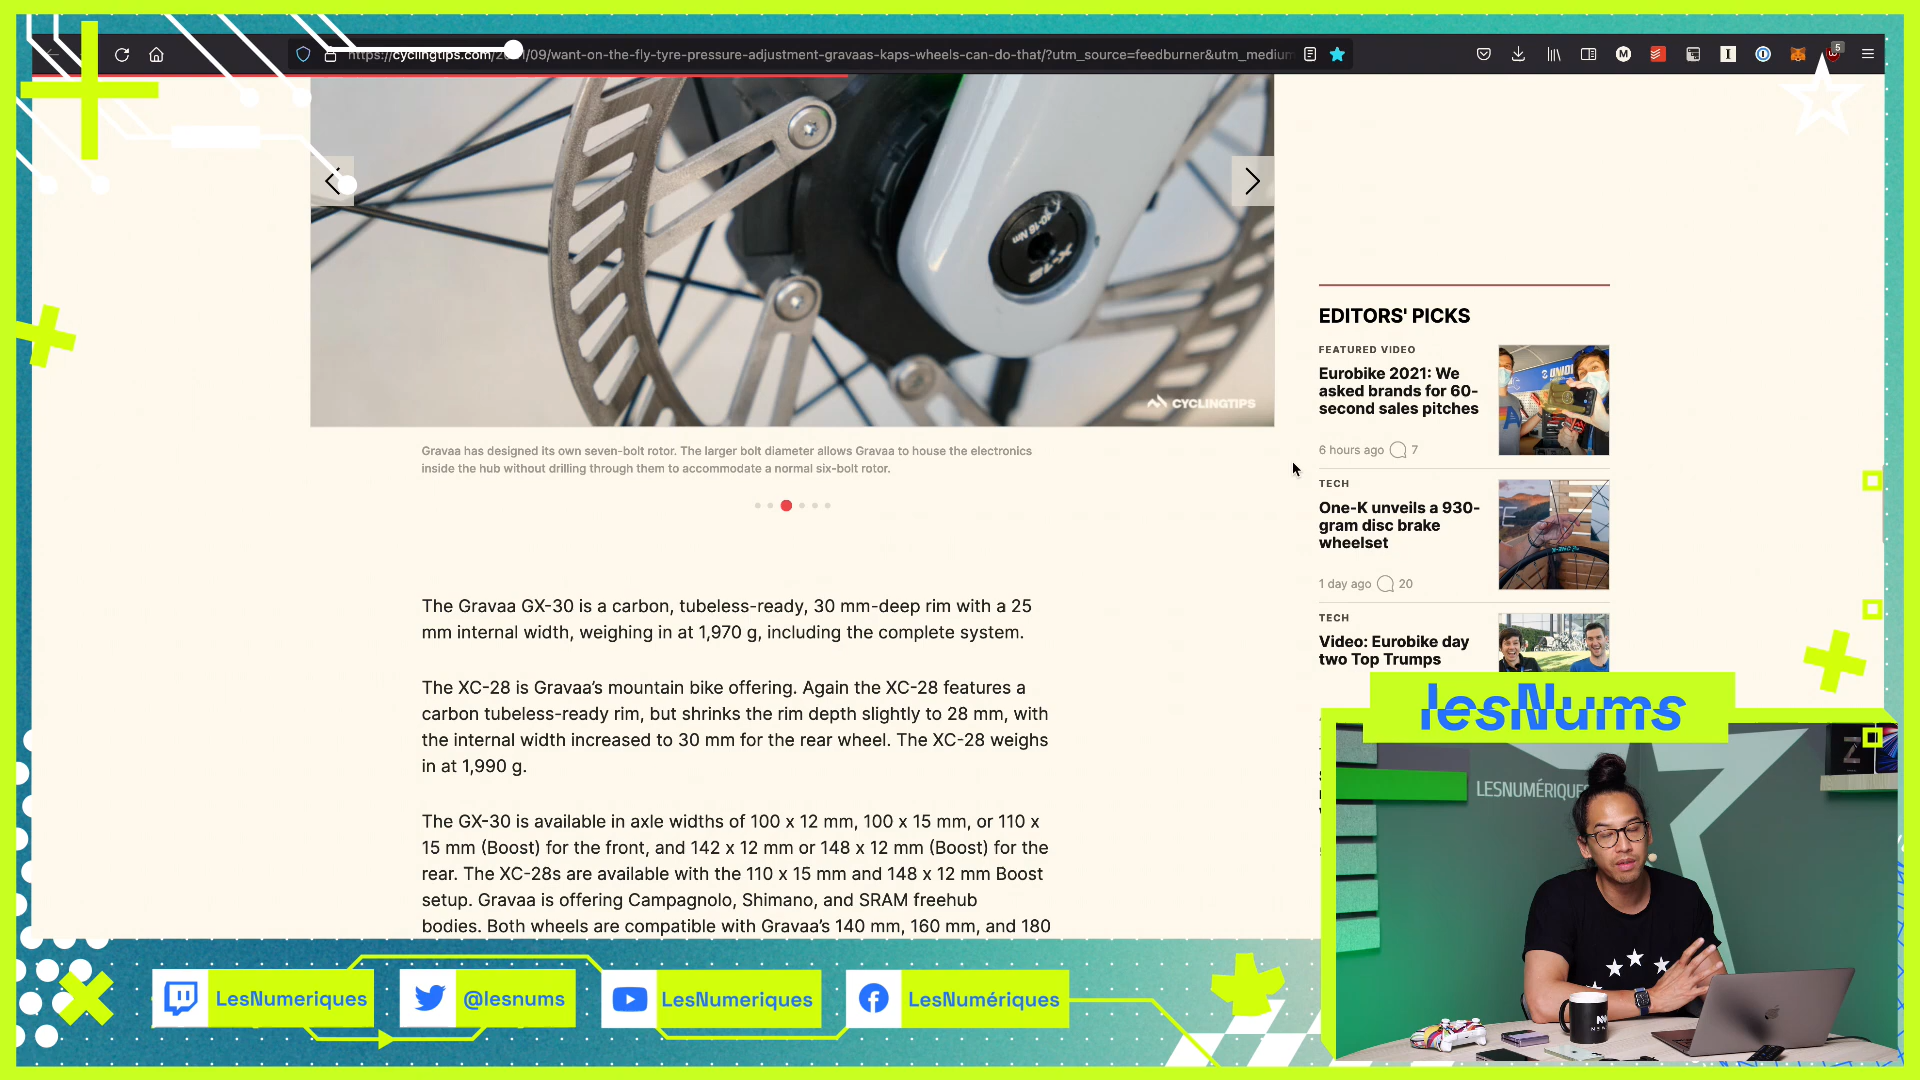 https://cyclingtips.com/2021/09/want-on-the-fly-tyre-pressure-adjustment-gravaas-kaps-wheels-can-do-that/?utm_source=feedburner&utm_medium
5
10-16 Nm
X-12
CYCLINGTIPS
Gravaa has designed its own seven-bolt rotor. The larger bolt diameter allows Gravaa to house the electronics
inside the hub without drilling through them to accommodate a normal six-bolt rotor.
The Gravaa GX-30 is a carbon, tubeless-ready, 30 mm-deep rim with a 25
mm internal width, weighing in at 1,970 g, including the complete system.
The XC-28 is Gravaa’s mountain bike offering. Again the XC-28 features a
carbon tubeless-ready rim, but shrinks the rim depth slightly to 28 mm, with
the internal width increased to 30 mm for the rear wheel. The XC-28 weighs
in at 1,990 g.
The GX-30 is available in axle widths of 100 x 12 mm, 100 x 15 mm, or 110 x
15 mm (Boost) for the front, and 142 x 12 mm or 148 x 12 mm (Boost) for the
rear. The XC-28s are available with the 110 x 15 mm and 148 x 12 mm Boost
setup. Gravaa is offering Campagnolo, Shimano, and SRAM freehub
bodies. Both wheels are compatible with Gravaa’s 140 mm, 160 mm, and 180
EDITORS' PICKS
FEATURED VIDEO
Eurobike 2021: We
asked brands for 60-
second sales pitches
6 hours ago 7
TECH
One-K unveils a 930-
gram disc brake
wheelset
1 day ago 20
TECH
Video: Eurobike day
two Top Trumps
lesNums
LESNUMÉRIQUES
LesNumeriques
@lesnums
LesNumeriques
LesNumériques